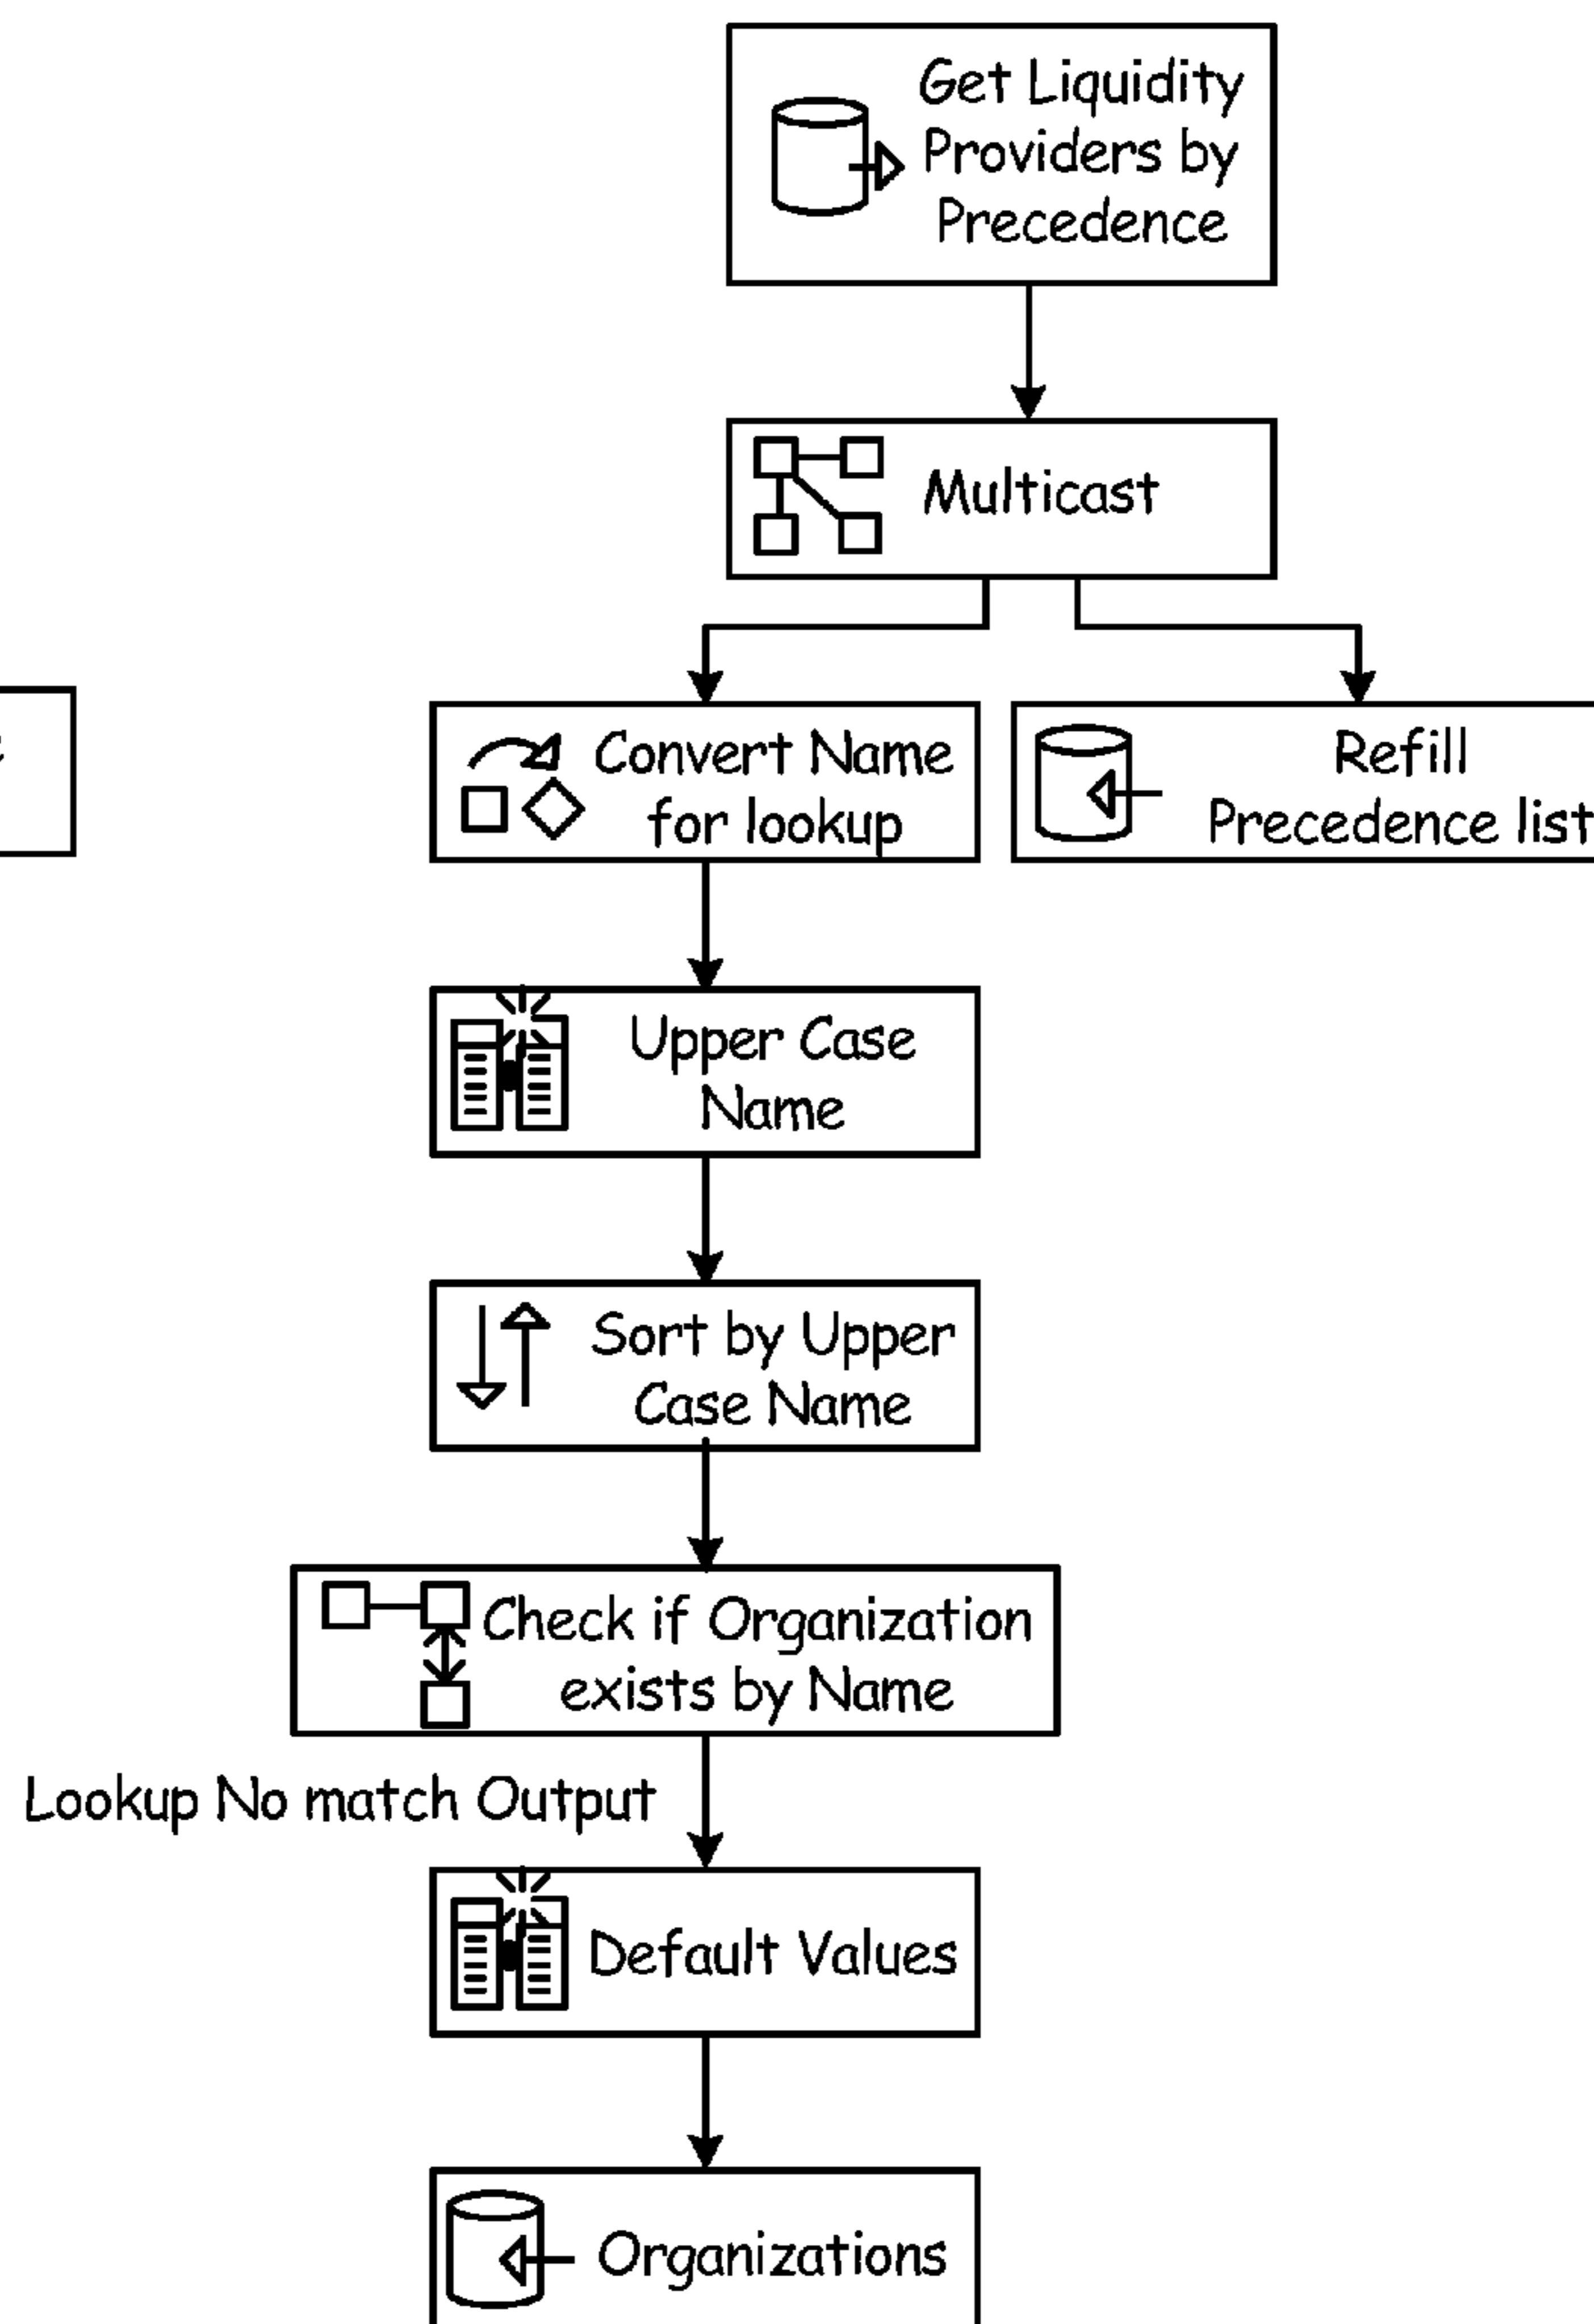 Get Liquidity
Providers by
Precedence
Multicast
Convert Name
for lookup
Refill
Precedence list
Upper Case
Name
Sort by Upper
Case Name
Check if Organization
exists by Name
Lookup No match Output
Default Values
Organizations